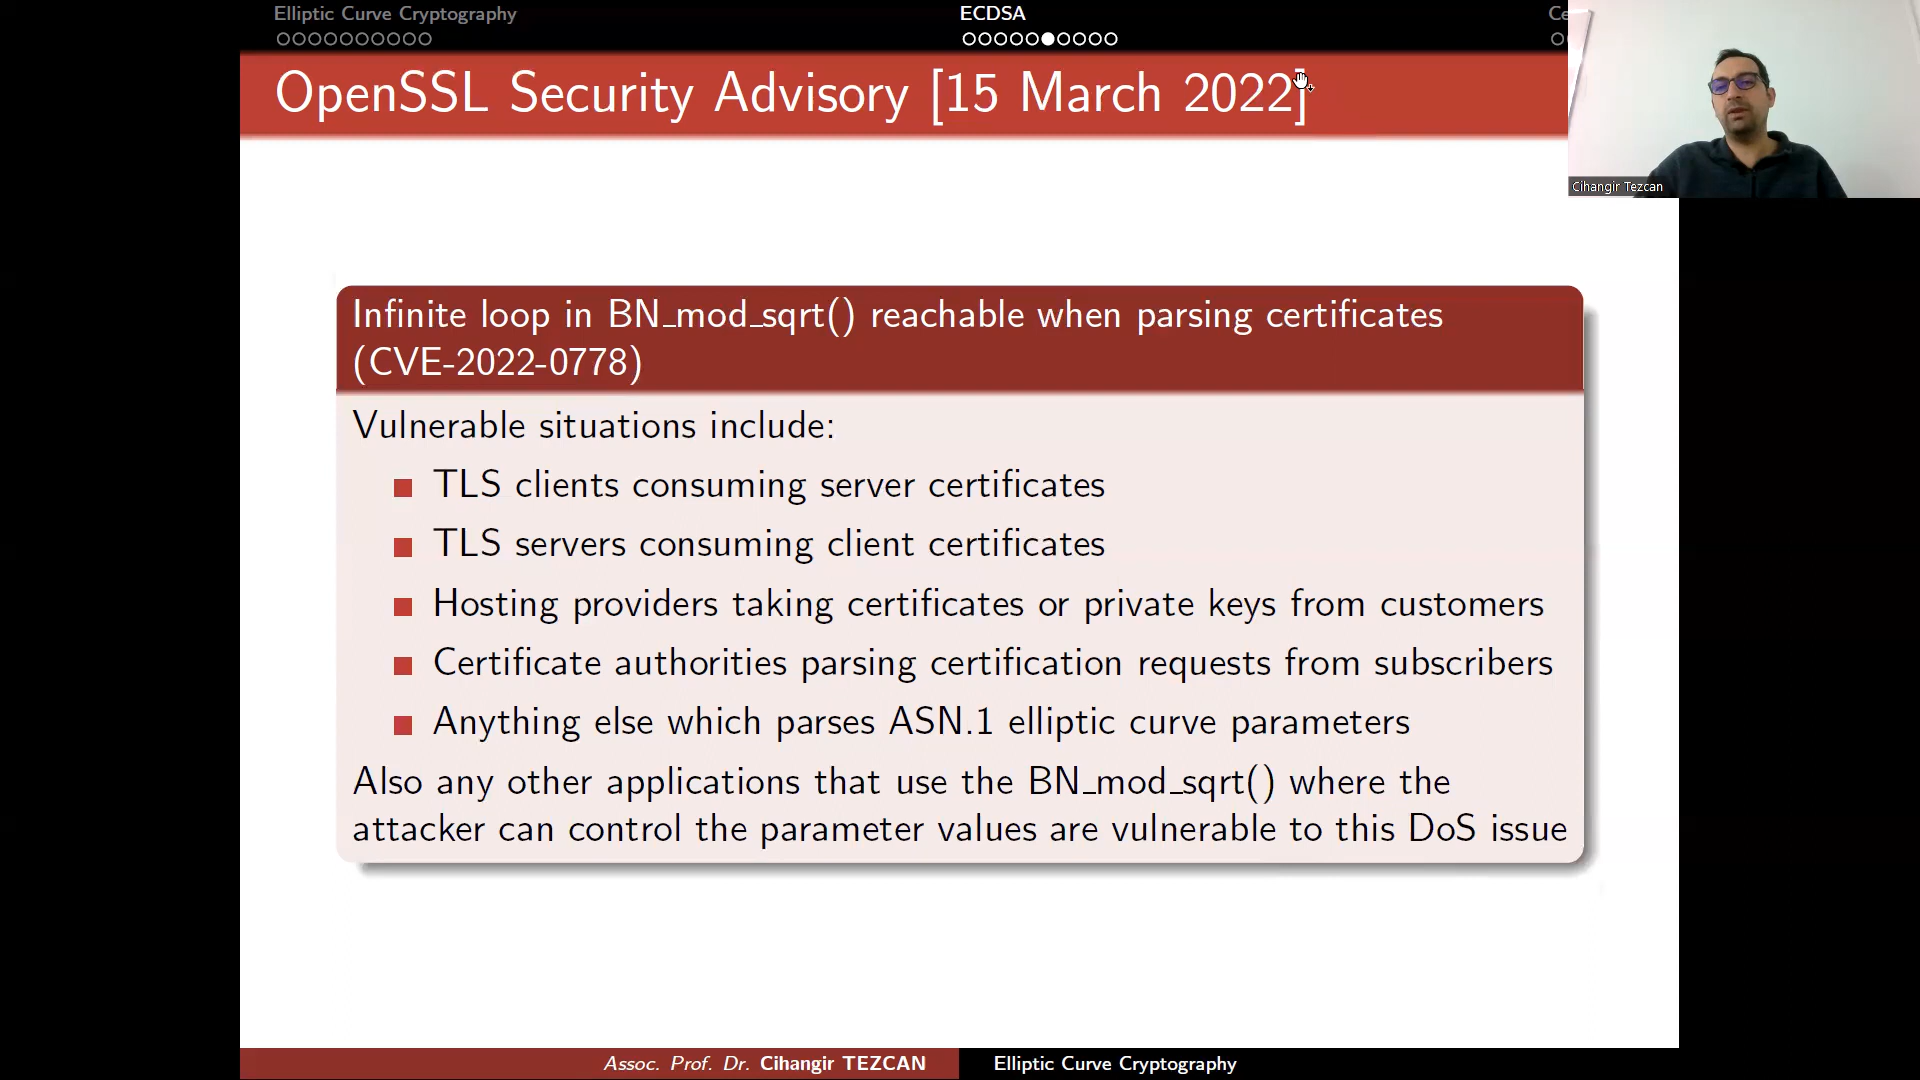 Elliptic Curve Cryptography
ECDSA
OpenSSL Security Advisory [15 March 2022]
Cihangir Tezcan
Infinite loop in BN_mod_sqrt() reachable when parsing certificates
(CVE-2022-0778)
Vulnerable situations include:
TLS clients consuming server certificates
TLS servers consuming client certificates
Hosting providers taking certificates or private keys from customers
Certificate authorities parsing certification requests from subscribers
Anything else which parses ASN.1 elliptic curve parameters
Also any other applications that use the BN_mod_sqrt() where the
attacker can control the parameter values are vulnerable to this DoS issue
Assoc. Prof. Dr. Cihangir TEZCAN
Elliptic Curve Cryptography